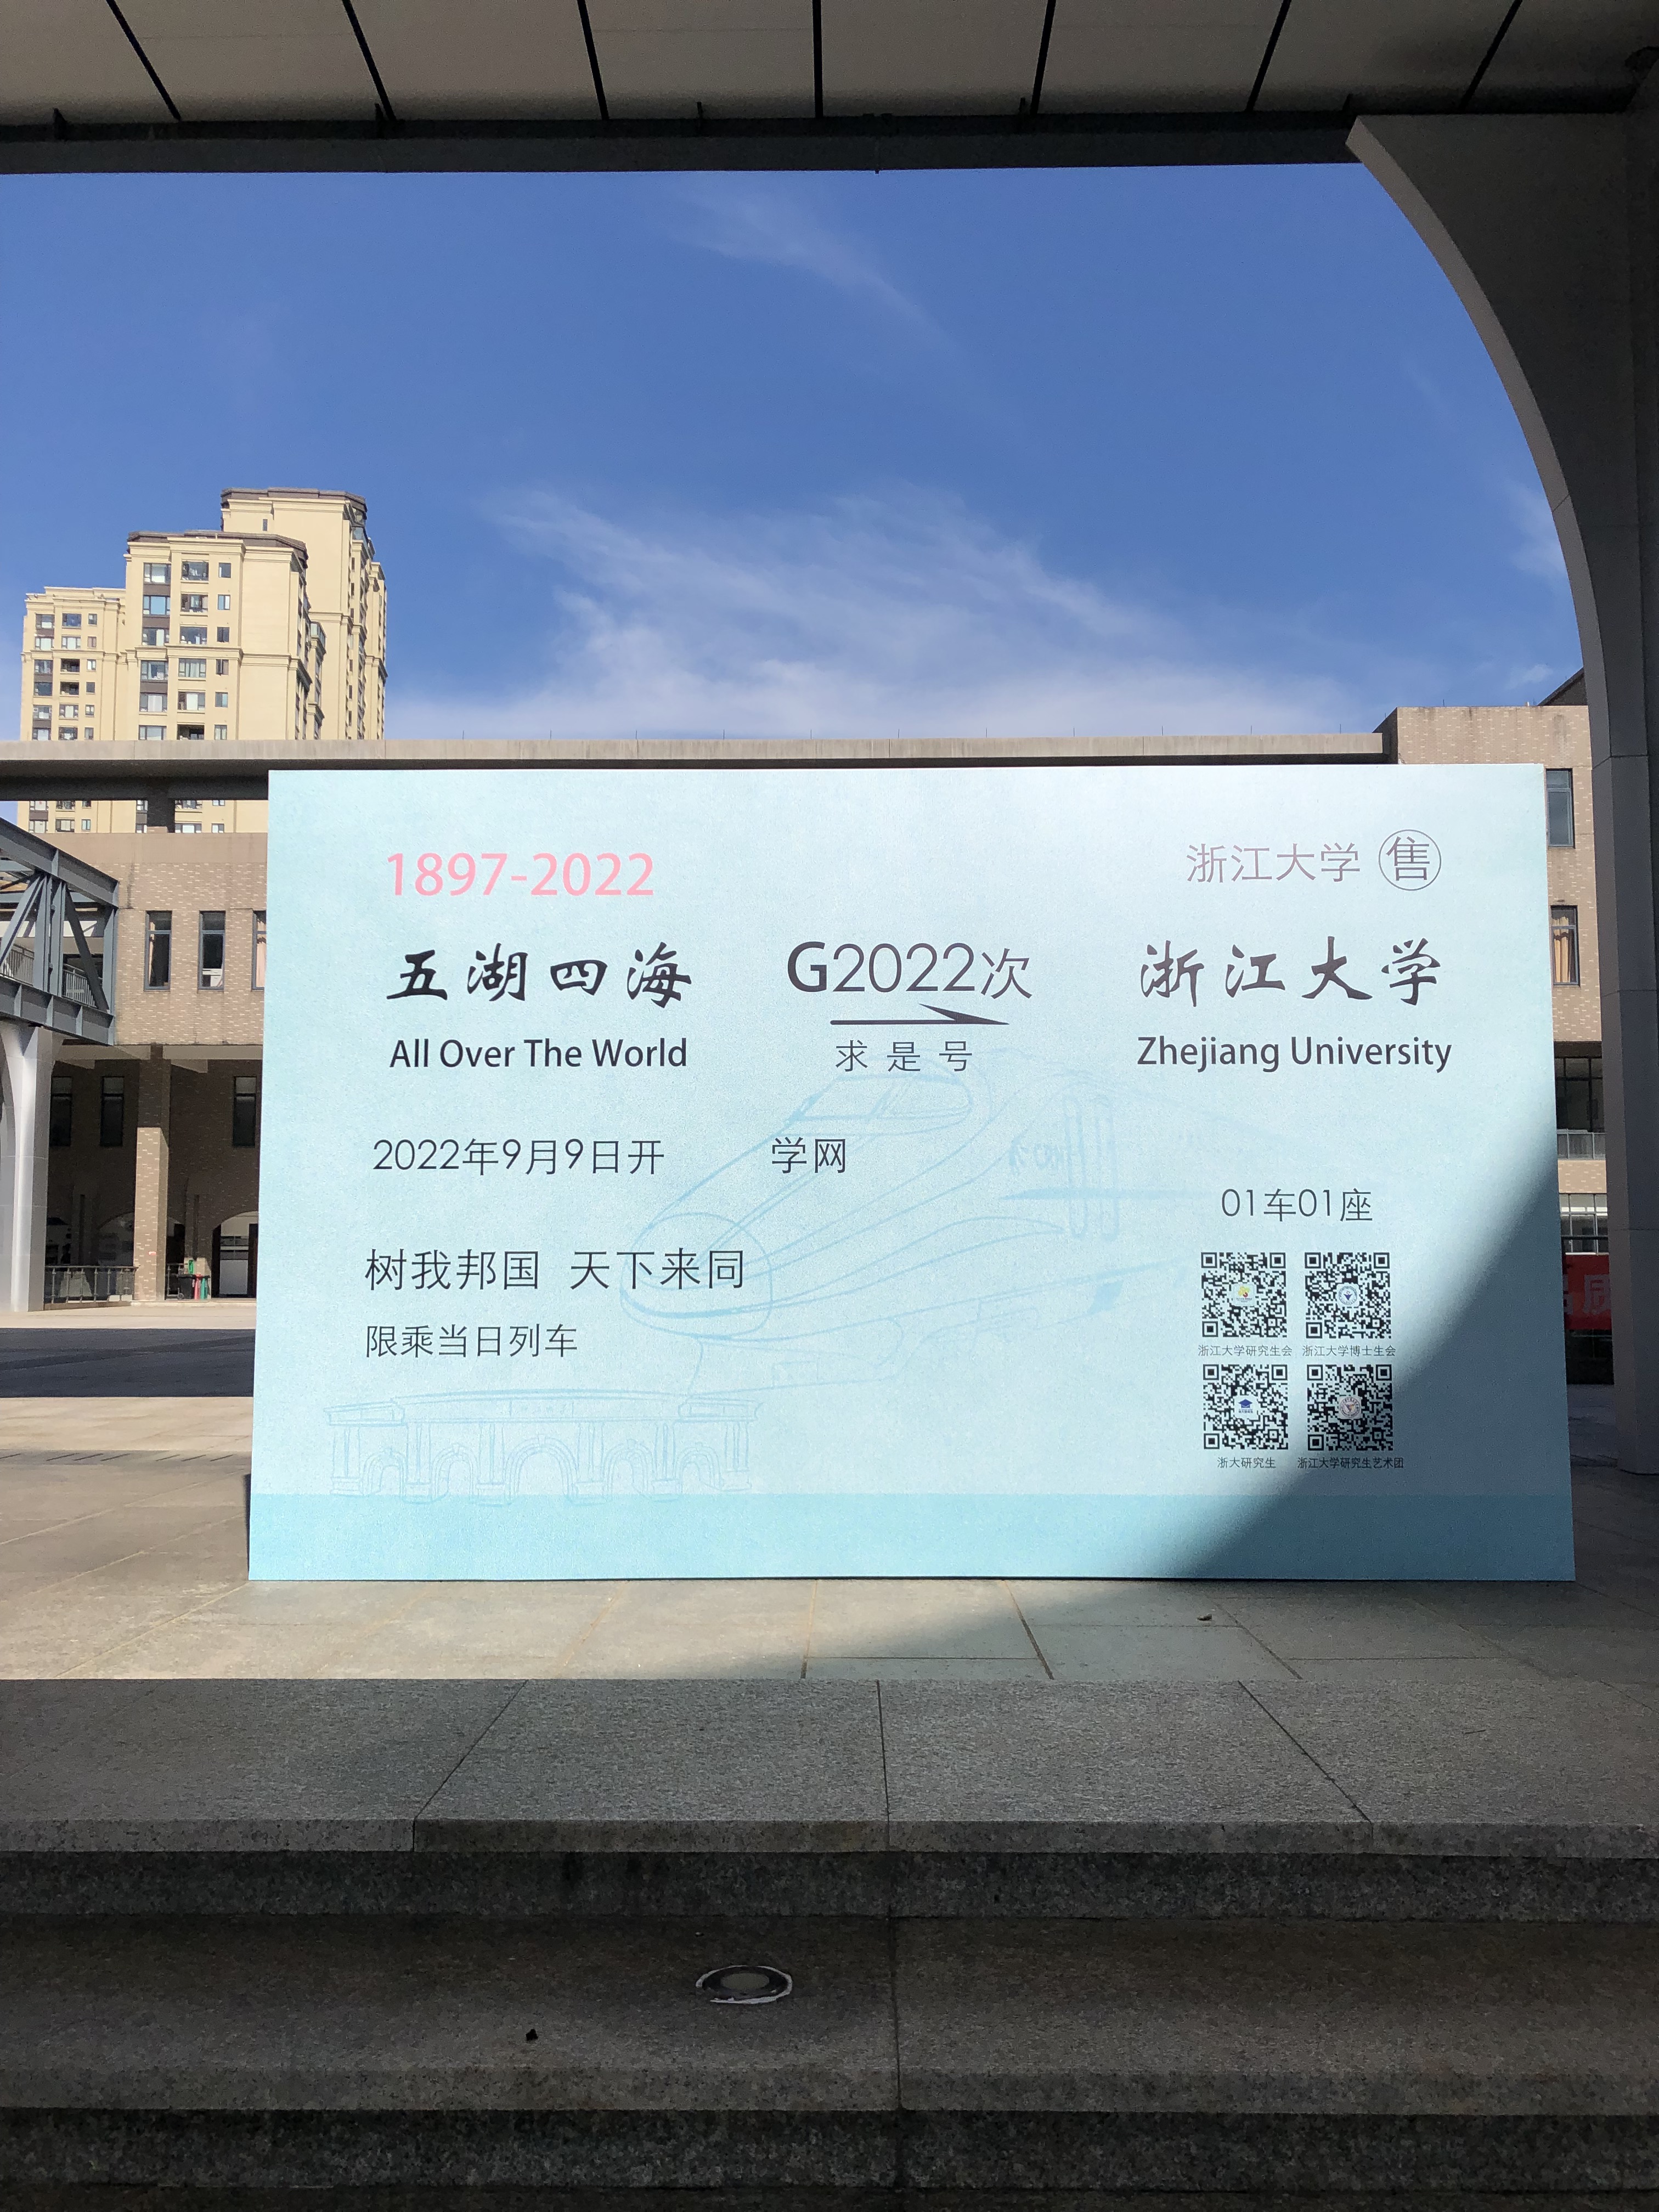 1897-2022
浙江大学 售
五湖四海 G2022次 浙江大学
All Over The World 求是号 Zhejiang University
2022年9月9日开 学网
01车01座
树我邦国 天下来同
限乘当日列车
浙江大学研究生会 浙江大学博士生会
浙大研究生 浙江大学研究生艺术团
质